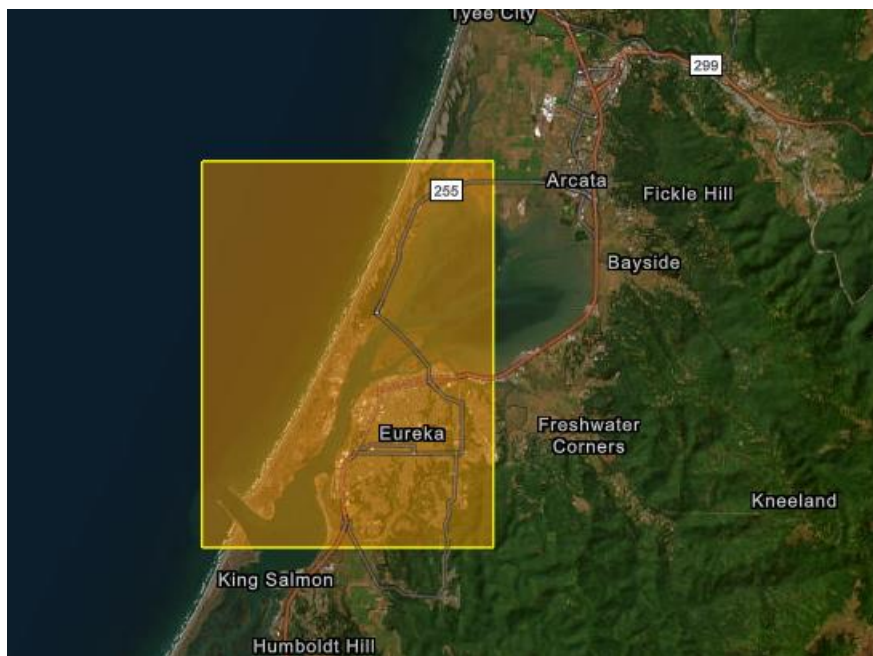 Tyee City
299
255
Arcata
Fickle Hill
Bayside
Eureka
Freshwater
Corners
Kneeland
King Salmon
Humboldt Hill